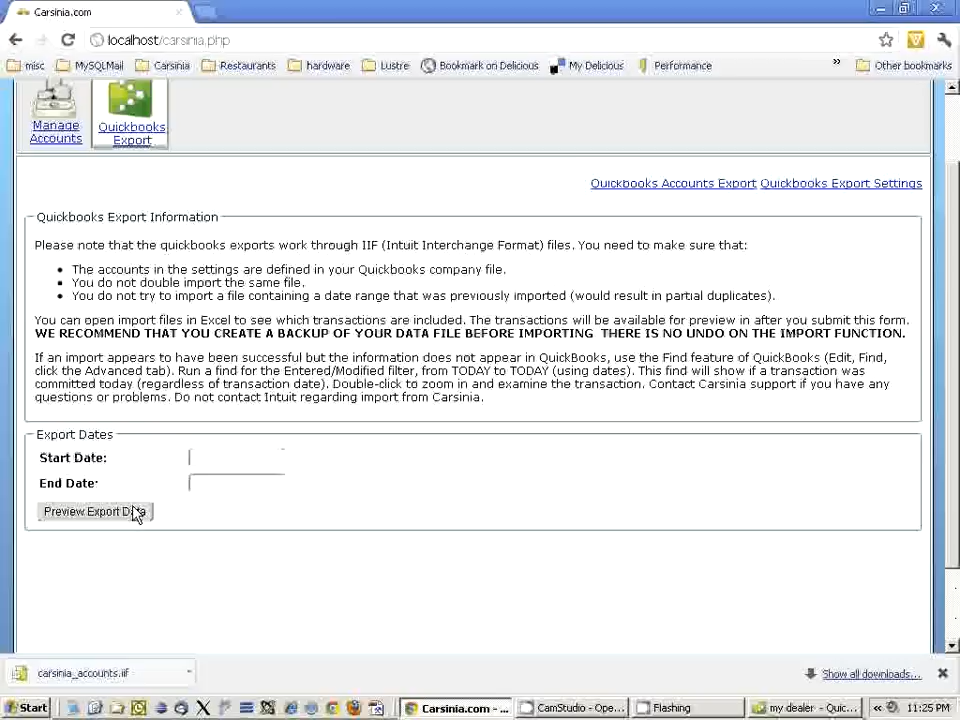 Carsinia.com
localhost/carsinia.php
misc MySQLMail Carsinia Restaurants hardware Lustre Bookmark on Delicious My Delicious Performance » Other bookmarks
Manage Accounts
Quickbooks Export
Quickbooks Accounts Export Quickbooks Export Settings
Quickbooks Export Information
Please note that the quickbooks exports work through IIF (Intuit Interchange Format) files. You need to make sure that:
• The accounts in the settings are defined in your Quickbooks company file.
• You do not double import the same file.
• You do not try to import a file containing a date range that was previously imported (would result in partial duplicates).
You can open import files in Excel to see which transactions are included. The transactions will be available for preview in after you submit this form.
WE RECOMMEND THAT YOU CREATE A BACKUP OF YOUR DATA FILE BEFORE IMPORTING THERE IS NO UNDO ON THE IMPORT FUNCTION.
If an import appears to have been successful but the information does not appear in QuickBooks, use the Find feature of QuickBooks (Edit, Find,
click the Advanced tab). Run a find for the Entered/Modified filter, from TODAY to TODAY (using dates). This find will show if a transaction was
committed today (regardless of transaction date). Double-click to zoom in and examine the transaction. Contact Carsinia support if you have any
questions or problems. Do not contact Intuit regarding import from Carsinia.
Export Dates
Start Date:
End Date:
Preview Export Data
carsinia_accounts.iif
Show all downloads...
Start Carsinia.com - ... CamStudio - Ope... Flashing my dealer - Quic... « 11:25 PM